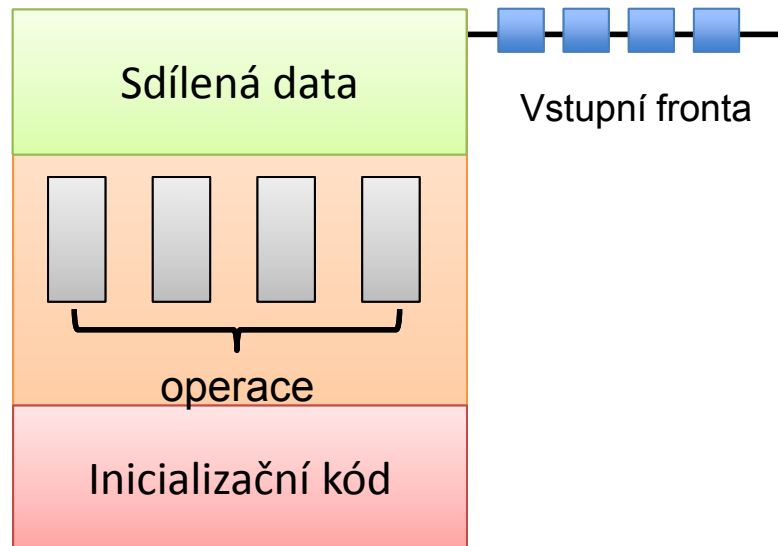 Sdílená data
Vstupní fronta
operace
Inicializační kód